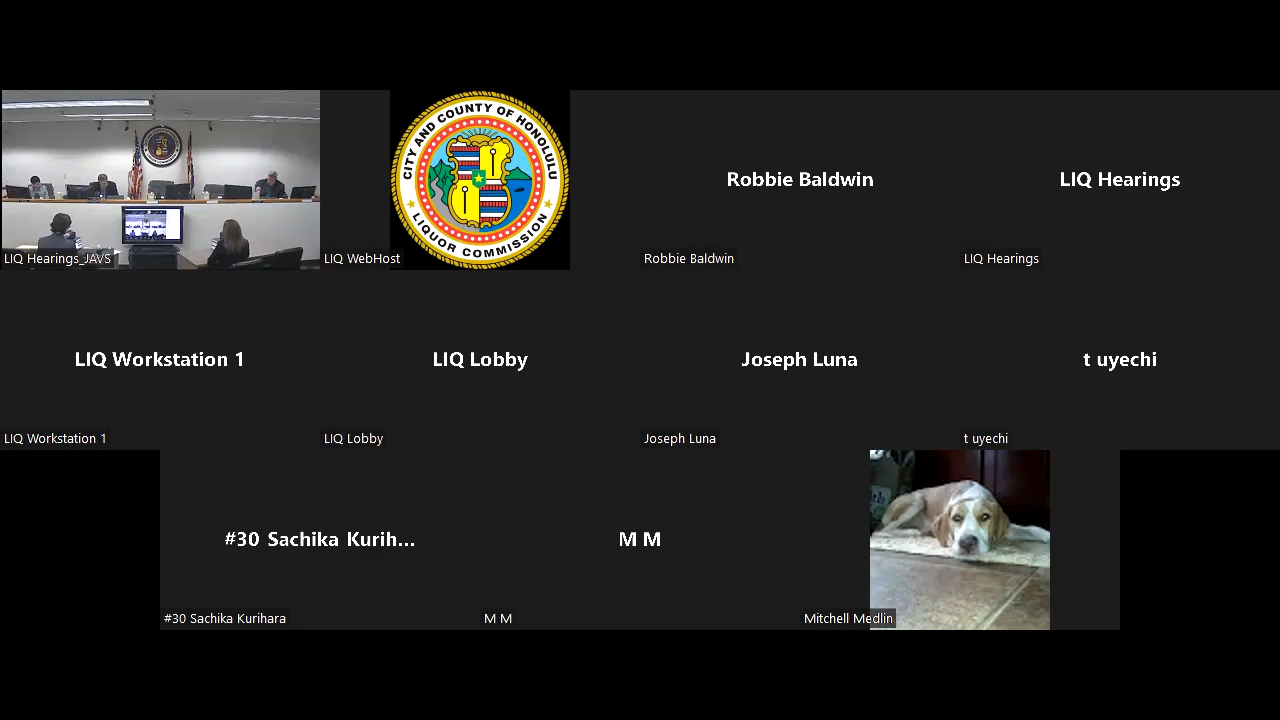 LIQ Hearings_JAVS
LIQ WebHost
CITY AND COUNTY OF HONOLULU
LIQUOR COMMISSION
Robbie Baldwin
Robbie Baldwin
LIQ Hearings
LIQ Hearings
LIQ Workstation 1
LIQ Workstation 1
LIQ Lobby
LIQ Lobby
Joseph Luna
Joseph Luna
t uyechi
t uyechi
#30 Sachika Kurih...
#30 Sachika Kurihara
M M
M M
Mitchell Medlin